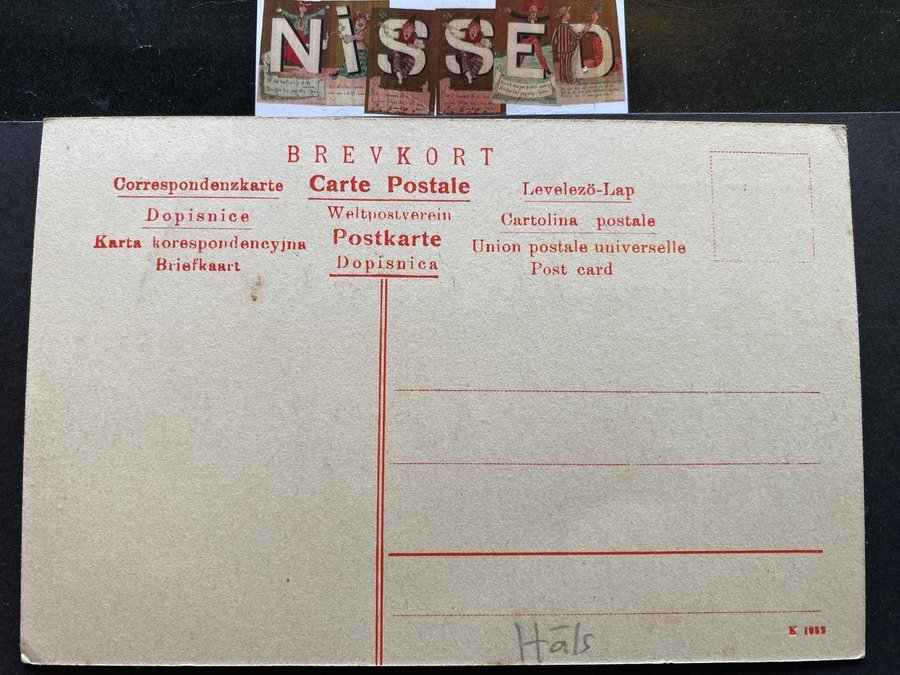 NISSED
BREVKORT
Correspondenzkarte
Dopisnice
Karta korespondencyjna
Briefkaart
Carte Postale
Weltpostverein
Postkarte
Dopisnica
Levelezö-Lap
Cartolina postale
Union postale universelle
Post card
K 1952
Håls